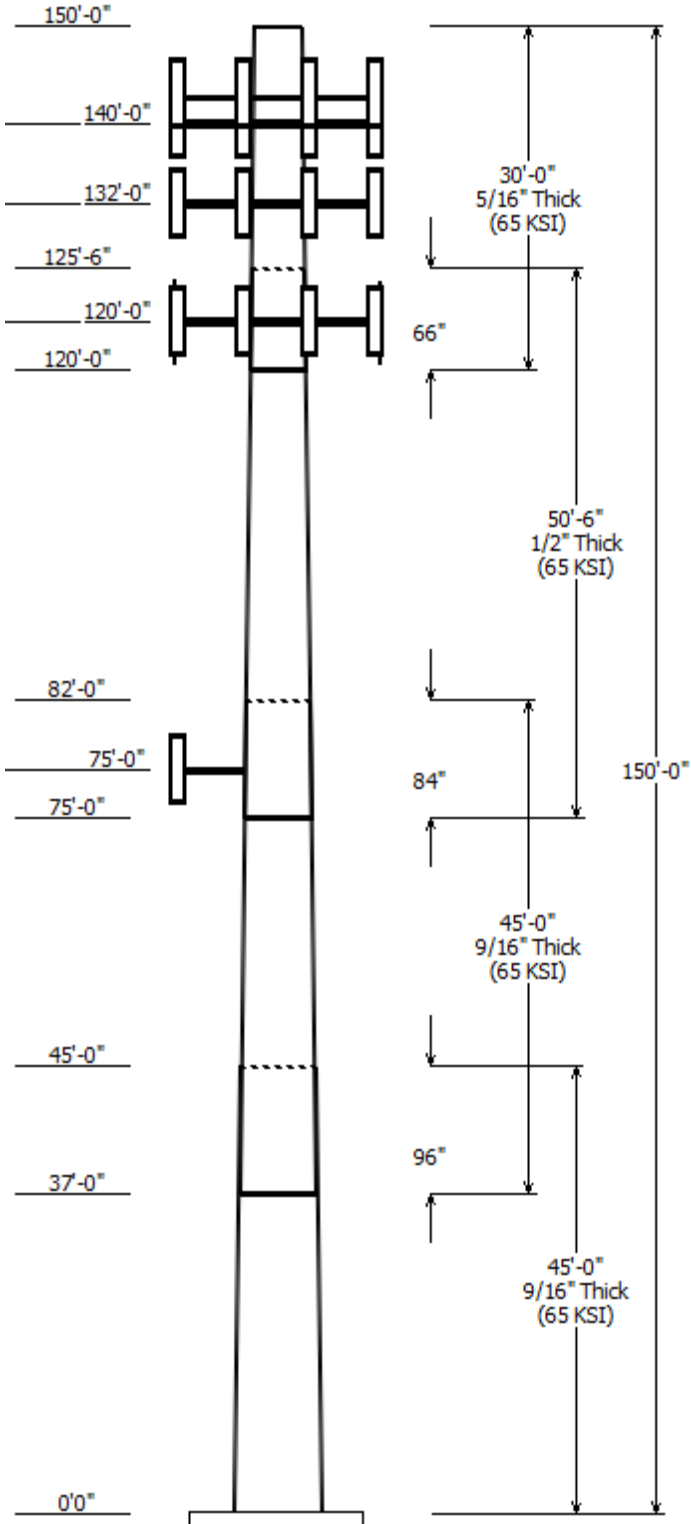 150'-0"
140'-0"
132'-0"
125'-6"
120'-0"
120'-0"
82'-0"
75'-0"
75'-0"
45'-0"
37'-0"
0'0"
30'-0"
5/16" Thick
(65 KSI)
66"
50'-6"
1/2" Thick
(65 KSI)
84"
150'-0"
45'-0"
9/16" Thick
(65 KSI)
96"
45'-0"
9/16" Thick
(65 KSI)